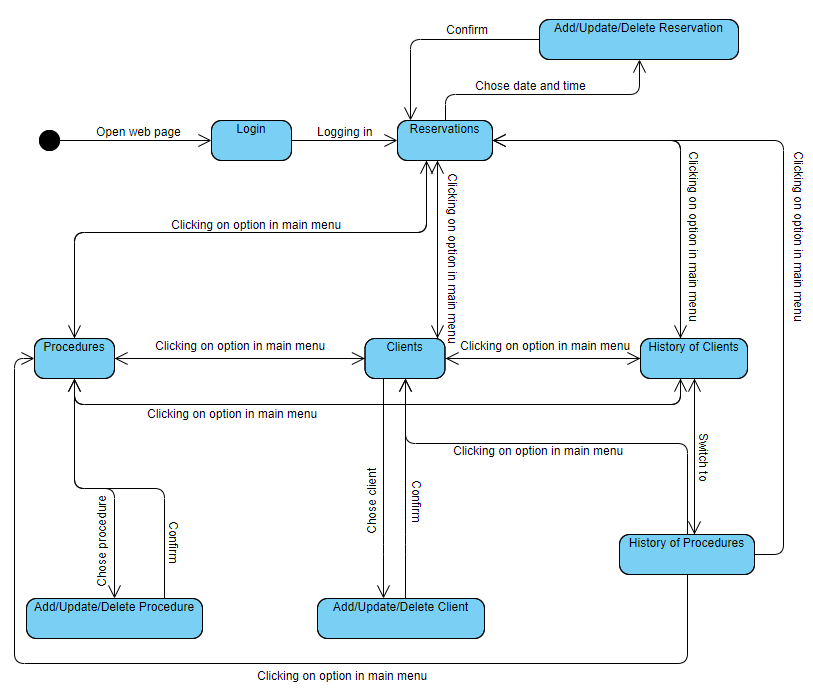 Confirm
Add/Update/Delete Reservation
Chose date and time
Open web page
Login
Logging in
Reservations
Clicking on option in main menu
Clicking on option in main menu
Clicking on option in main menu
Clicking on option in main menu
Procedures
Clicking on option in main menu
Clients
Clicking on option in main menu
History of Clients
Clicking on option in main menu
Clicking on option in main menu
Switch to
Chose procedure
Confirm
Chose client
Confirm
History of Procedures
Add/Update/Delete Procedure
Add/Update/Delete Client
Clicking on option in main menu